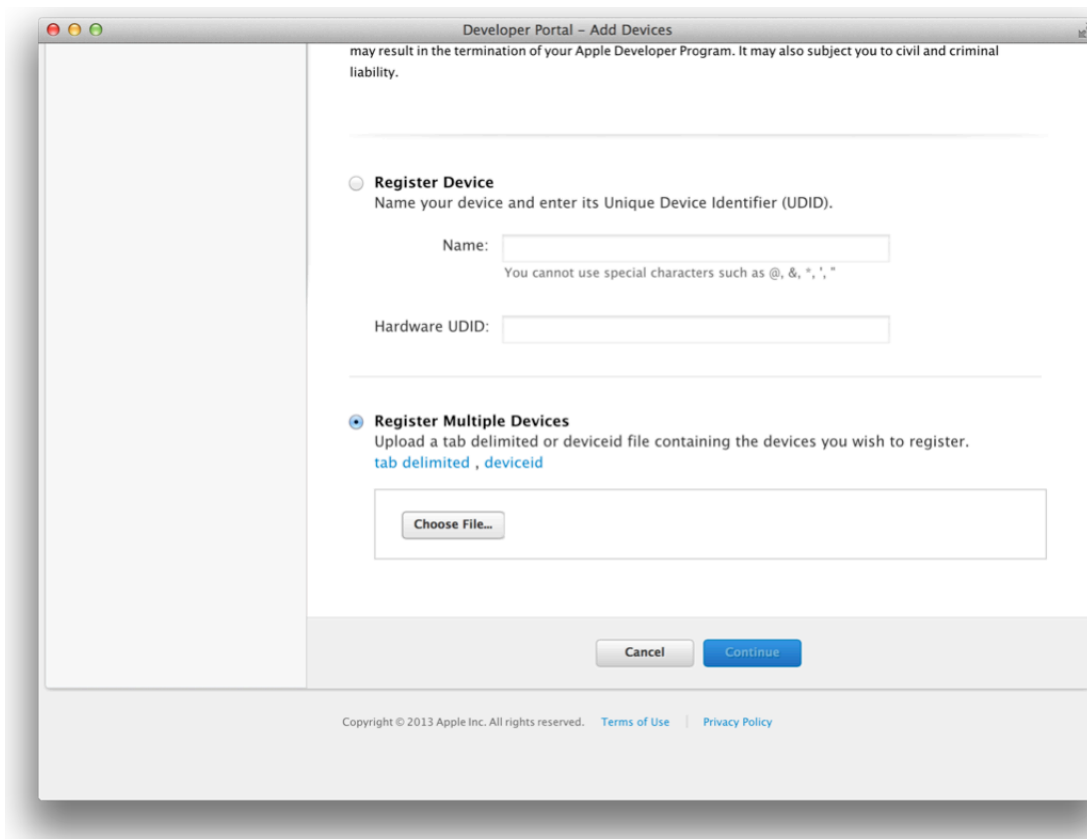 Developer Portal – Add Devices
may result in the termination of your Apple Developer Program. It may also subject you to civil and criminal
liability.
Register Device
Name your device and enter its Unique Device Identifier (UDID).
Name:
You cannot use special characters such as @, &, *, ', "
Hardware UDID:
Register Multiple Devices
Upload a tab delimited or deviceid file containing the devices you wish to register.
tab delimited , deviceid
Choose File...
Cancel Continue
Copyright © 2013 Apple Inc. All rights reserved. Terms of Use | Privacy Policy